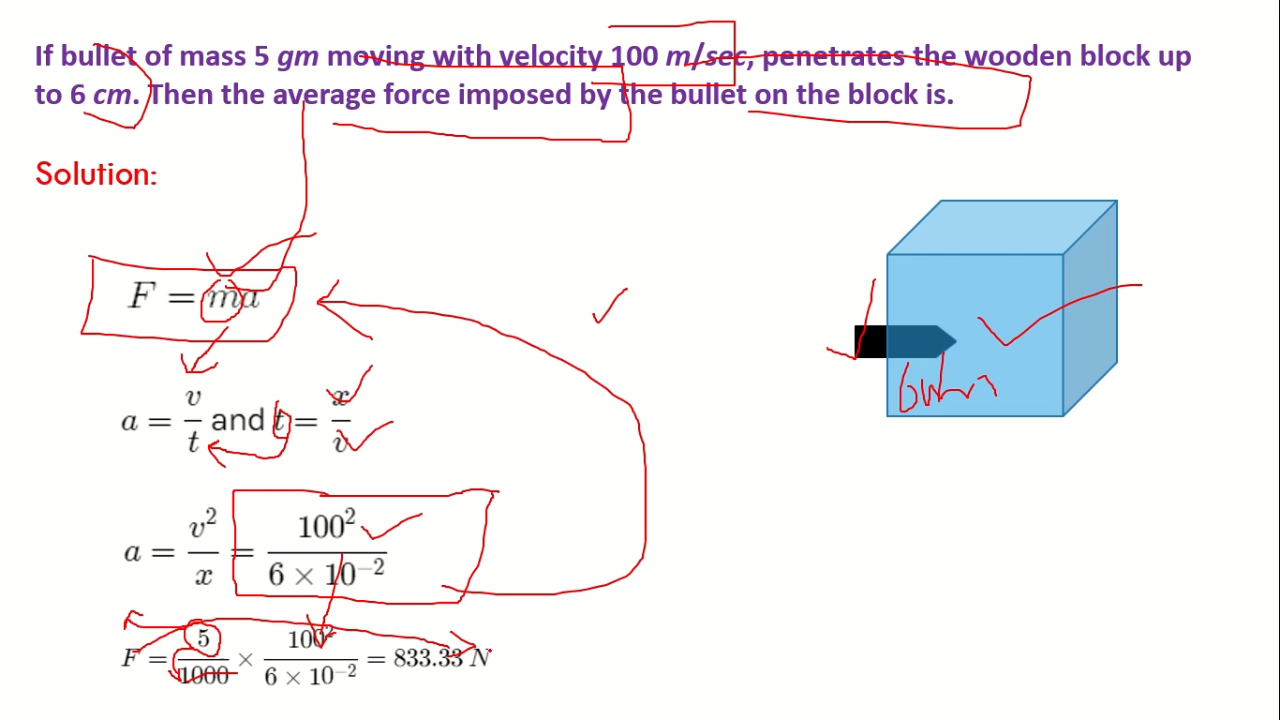 If bullet of mass 5 gm moving with velocity 100 m/sec, penetrates the wooden block up
to 6 cm. Then the average force imposed by the bullet on the block is.
Solution:
F = ma
a = v/t and t = x/v
a = v²/x = 100²/(6 × 10⁻²)
F = 5/1000 × 100²/(6 × 10⁻²) = 833.33 N